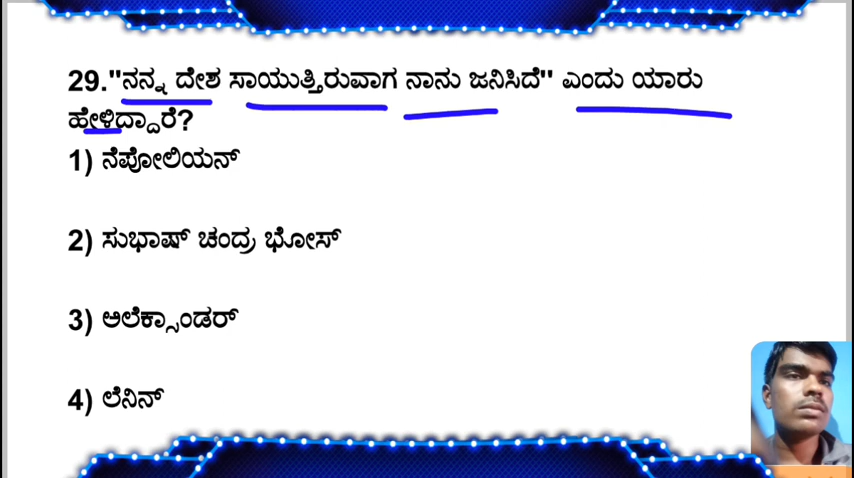 29."ನನ್ನ ದೇಶ ಸಾಯುತ್ತಿರುವಾಗ ನಾನು ಜನಿಸಿದೆ" ಎಂದು ಯಾರು
ಹೇಳಿದ್ದಾರೆ?
1) ನೆಪೋಲಿಯನ್
2) ಸುಭಾಷ್ ಚಂದ್ರ ಭೋಸ್
3) ಅಲೆಕ್ಸಾಂಡರ್
4) ಲೆನಿನ್